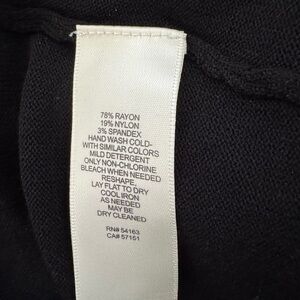 78% RAYON
19% NYLON
3% SPANDEX
HAND WASH COLD-
WITH SIMILAR COLORS
MILD DETERGENT
ONLY NON-CHLORINE
BLEACH WHEN NEEDED
RESHAPE,
LAY FLAT TO DRY
COOL IRON
AS NEEDED
MAY BE
DRY CLEANED
RN# 54163
CA# 57151